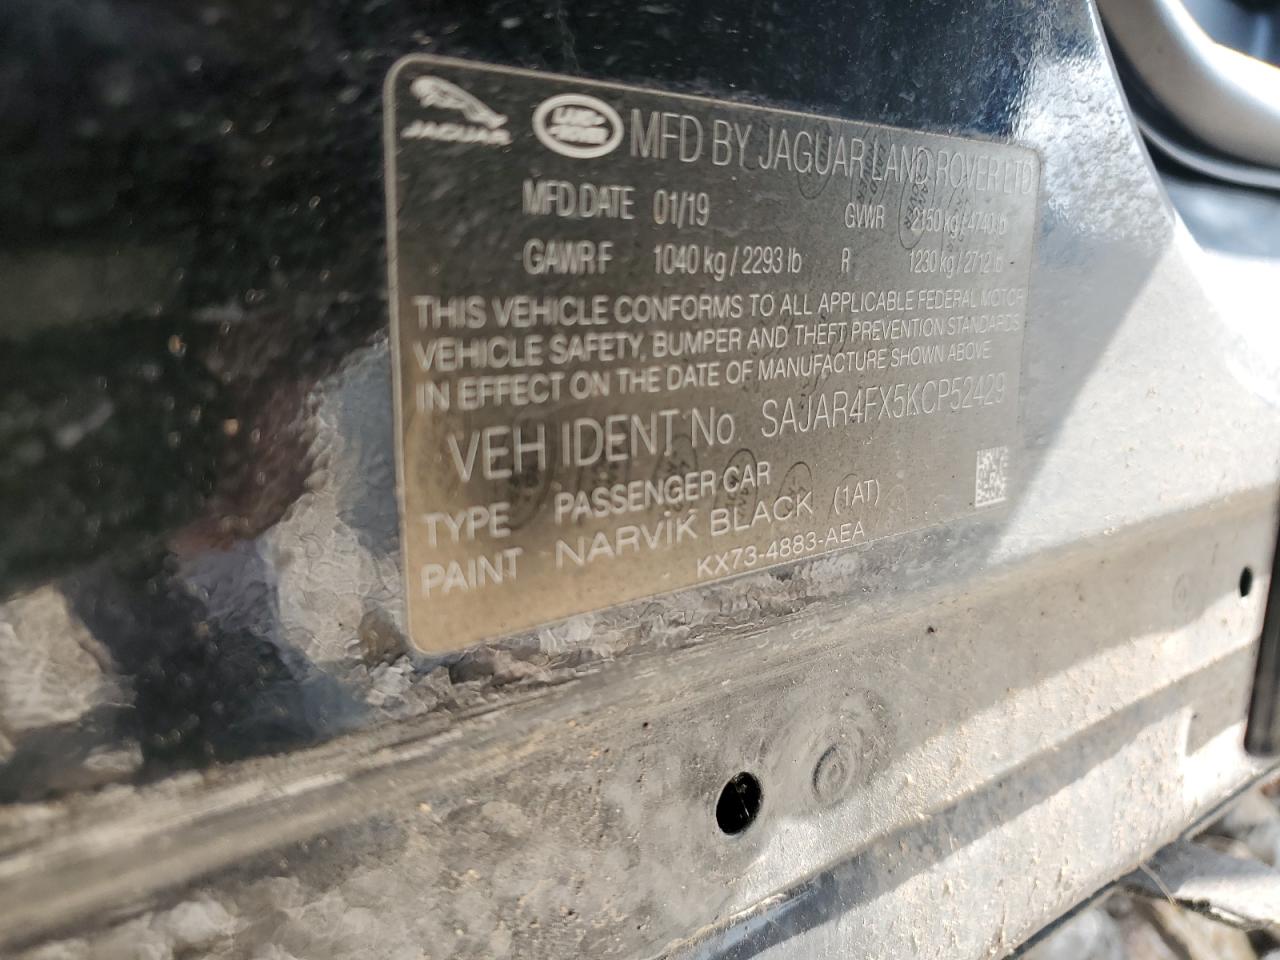 JAGUAR LAND ROVER MFD BY JAGUAR LAND ROVER LTD
MFD.DATE 01/19 GVWR 2150 kg / 4740 lb
GAWR F 1040 kg / 2293 lb R 1230 kg / 2712 lb
THIS VEHICLE CONFORMS TO ALL APPLICABLE FEDERAL MOTOR
VEHICLE SAFETY, BUMPER AND THEFT PREVENTION STANDARDS
IN EFFECT ON THE DATE OF MANUFACTURE SHOWN ABOVE
VEH IDENT No. SAJAR4FX5KCP52429
TYPE PASSENGER CAR
PAINT NARVIK BLACK (1AT)
KX73-4883-AEA